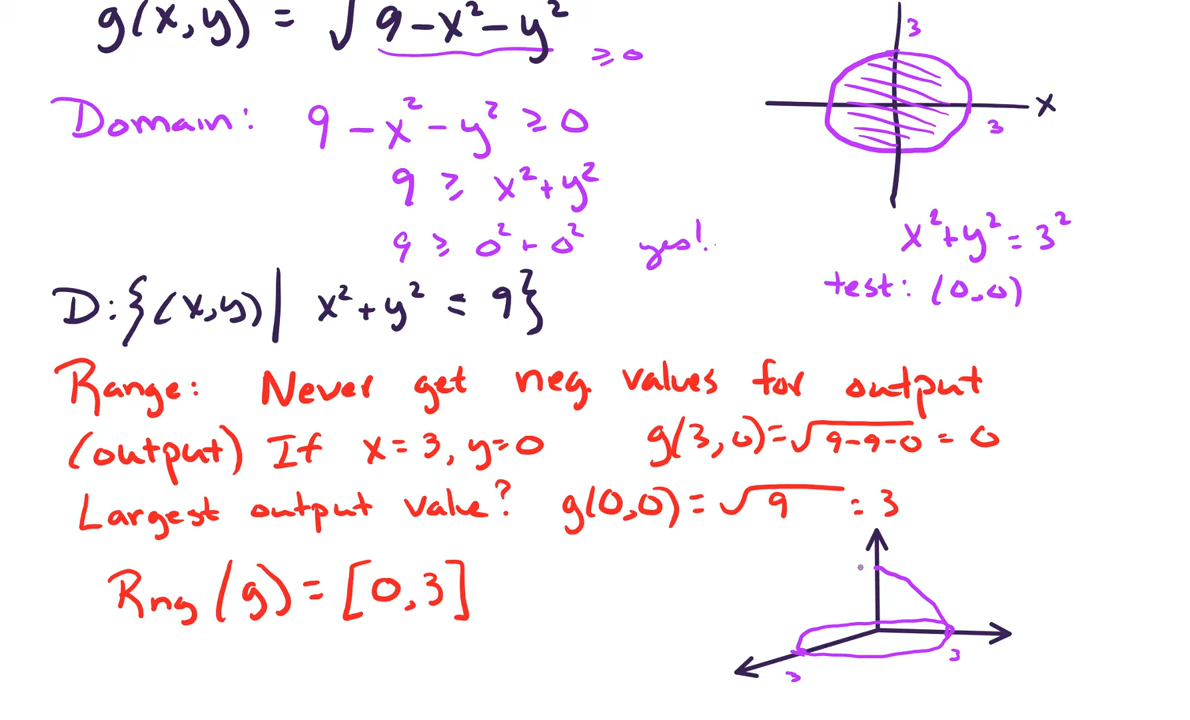 g(x,y) = √9-x²-y² ≥0
3
x
3
Domain: 9-x²-y² ≥ 0
9 ≥ x²+y²
9 ≥ 0²+0² yes!
x²+y² = 3²
test: (0,0)
D: {(x,y)| x²+y² = 9}
Range: Never get neg. values for output
(output) If x=3, y=0 g(3,0)=√9-9-0 = 0
Largest output value? g(0,0)=√9 = 3
Rng(g) = [0,3]
3
3